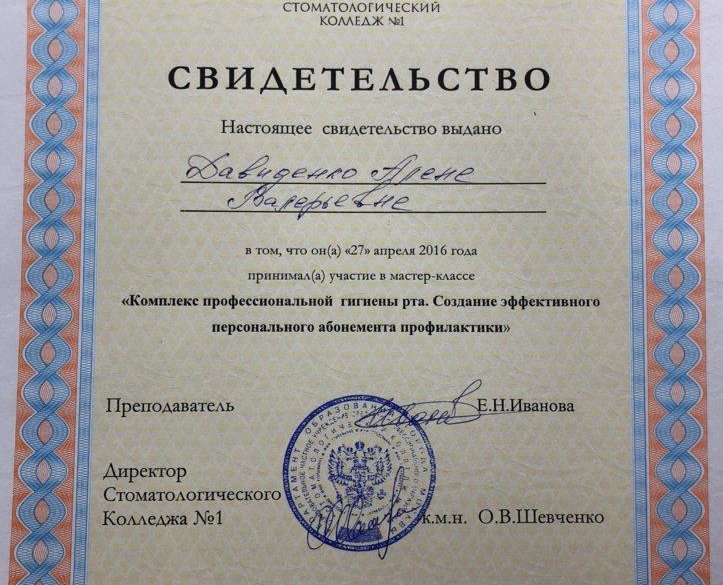 СТОМАТОЛОГИЧЕСКИЙ
КОЛЛЕДЖ №1
СВИДЕТЕЛЬСТВО
Настоящее свидетельство выдано
Давиденко Алене
Валерьевне
в том, что он(а) «27» апреля 2016 года
принимал(а) участие в мастер-классе
«Комплекс профессиональной гигиены рта. Создание эффективного
персонального абонемента профилактики»
Преподаватель
Е.Н.Иванова
Директор
Стоматологического
Колледжа №1
к.м.н. О.В.Шевченко